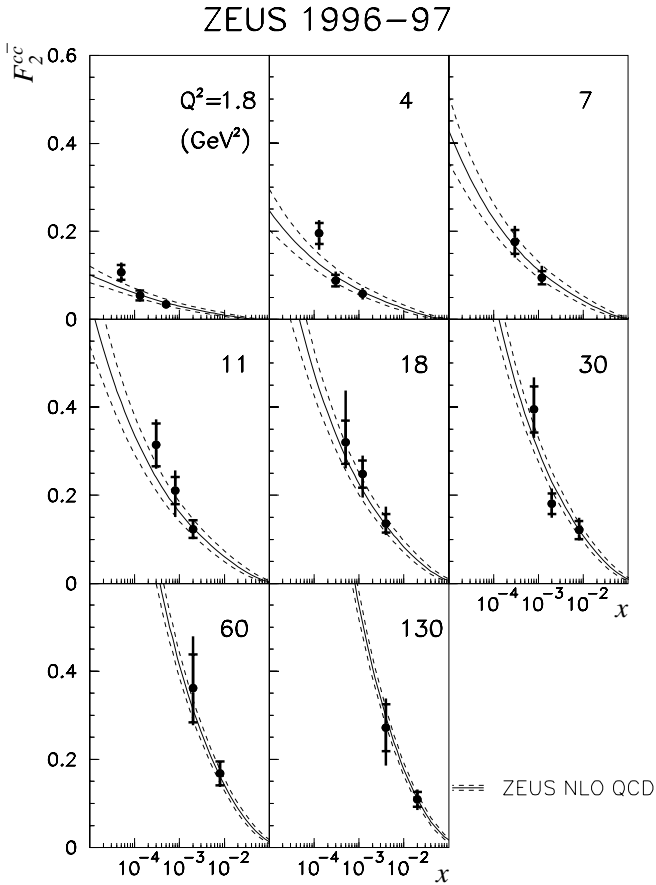 ZEUS 1996-97
F₂^{cc̄}
0.6
Q²=1.8
4
7
(GeV²)
0.4
0.2
0
11
18
30
0.4
0.2
0
10⁻⁴ 10⁻³ 10⁻² x
60
130
0.4
0.2
ZEUS NLO QCD
0
10⁻⁴ 10⁻³ 10⁻² 10⁻⁴ 10⁻³ 10⁻² x